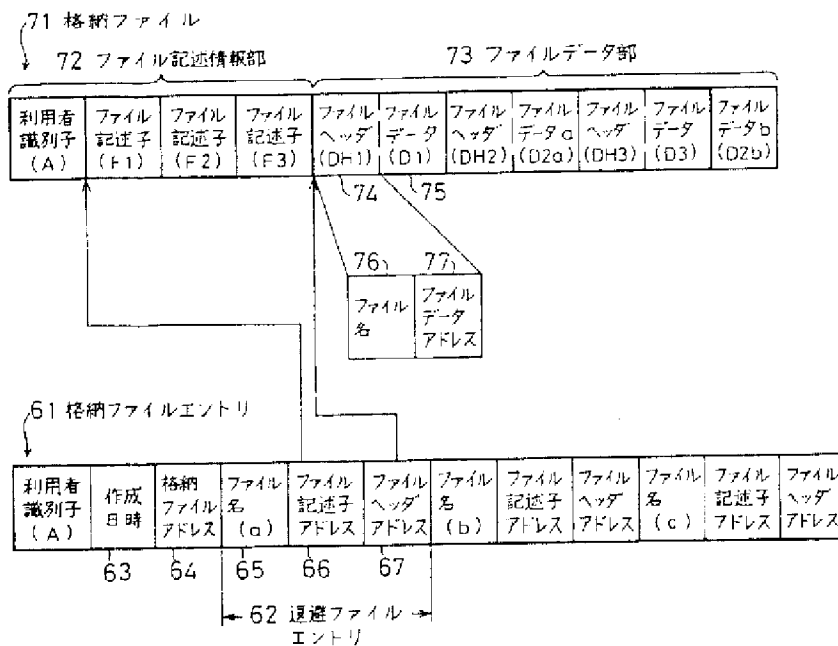 71 格納ファイル
72 ファイル記述情報部
73 ファイルデータ部
利用者
識別子
(A)
ファイル
記述子
(F1)
ファイル
記述子
(F2)
ファイル
記述子
(F3)
ファイル
ヘッダ
(DH1)
ファイル
データ
(D1)
ファイル
ヘッダ
(DH2)
ファイル
データa
(D2a)
ファイル
ヘッダ
(DH3)
ファイル
データ
(D3)
ファイル
データb
(D2b)
74
75
76
77
ファイル
名
ファイル
データ
アドレス
61 格納ファイルエントリ
利用者
識別子
(A)
作成
日時
格納
ファイル
アドレス
ファイル
名
(a)
ファイル
記述子
アドレス
ファイル
ヘッダ
アドレス
ファイル
名
(b)
ファイル
記述子
アドレス
ファイル
ヘッダ
アドレス
ファイル
名
(c)
ファイル
記述子
アドレス
ファイル
ヘッダ
アドレス
63
64
65
66
67
62 退避ファイル
エントリ